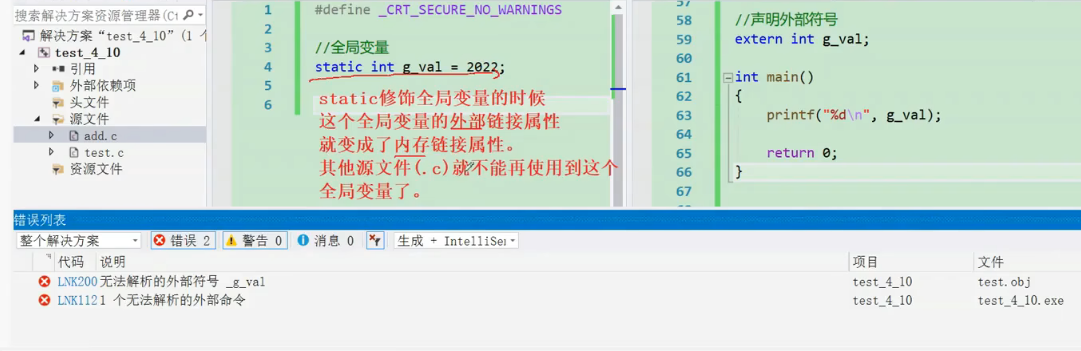 搜索解决方案资源管理器(Ct
解决方案“test_4_10”(1 个
test_4_10
引用
外部依赖项
头文件
源文件
add.c
test.c
资源文件
1 #define _CRT_SECURE_NO_WARNINGS
2
3 //全局变量
4 static int g_val = 2022;
5
6
static修饰全局变量的时候
这个全局变量的外部链接属性
就变成了内存链接属性。
其他源文件(.c)就不能再使用到这个
全局变量了。
57
58 //声明外部符号
59 extern int g_val;
60
61 int main()
62 {
63 printf("%d\n", g_val);
64
65 return 0;
66 }
67
错误列表
整个解决方案 错误 2 警告 0 消息 0 生成 + IntelliSe
代码 说明 项目 文件
LNK200 无法解析的外部符号 _g_val test_4_10 test.obj
LNK112 1 个无法解析的外部命令 test_4_10 test_4_10.exe